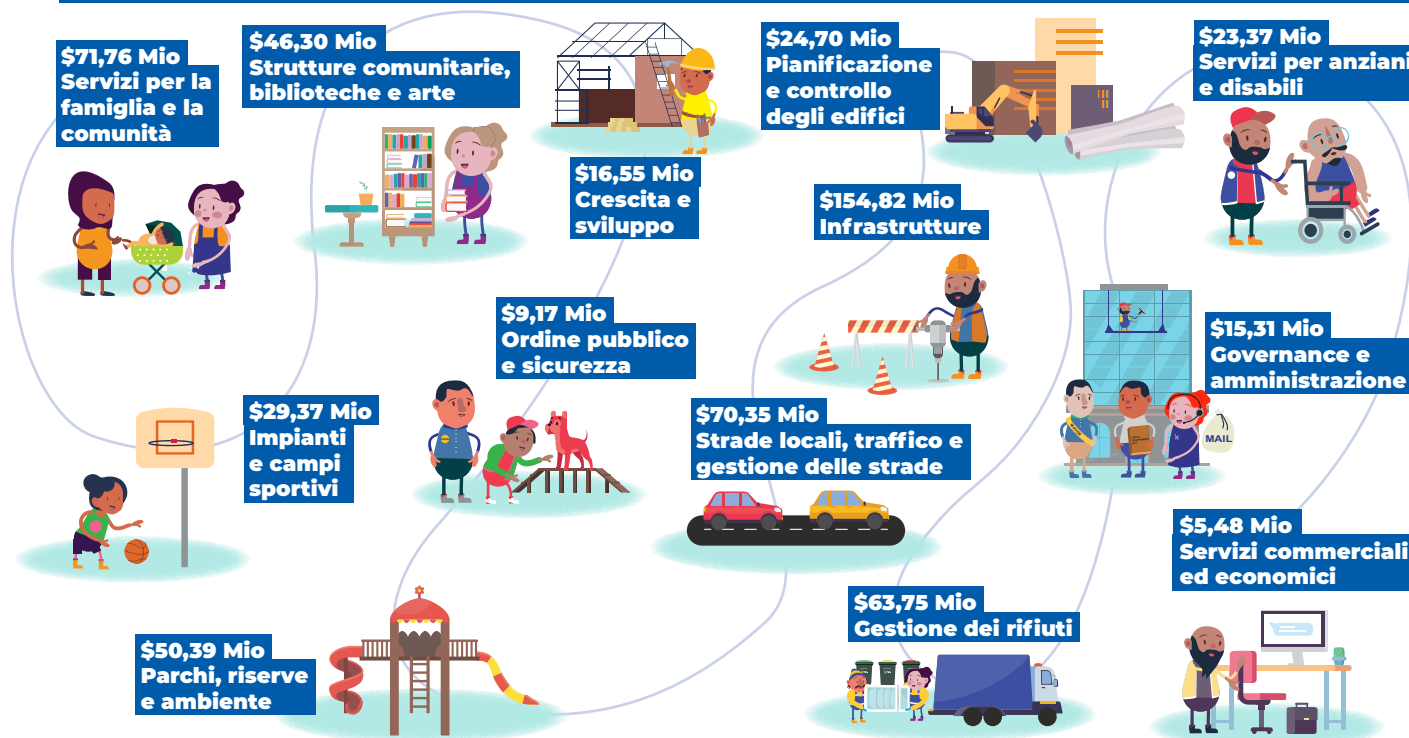 $71,76 Mio
Servizi per la
famiglia e la
comunità
$46,30 Mio
Strutture comunitarie,
biblioteche e arte
$16,55 Mio
Crescita e
sviluppo
$24,70 Mio
Pianificazione
e controllo
degli edifici
$23,37 Mio
Servizi per anziani
e disabili
$154,82 Mio
Infrastrutture
$9,17 Mio
Ordine pubblico
e sicurezza
$15,31 Mio
Governance e
amministrazione
MAIL
$29,37 Mio
Impianti
e campi
sportivi
$70,35 Mio
Strade locali, traffico e
gestione delle strade
$5,48 Mio
Servizi commerciali
ed economici
$63,75 Mio
Gestione dei rifiuti
$50,39 Mio
Parchi, riserve
e ambiente